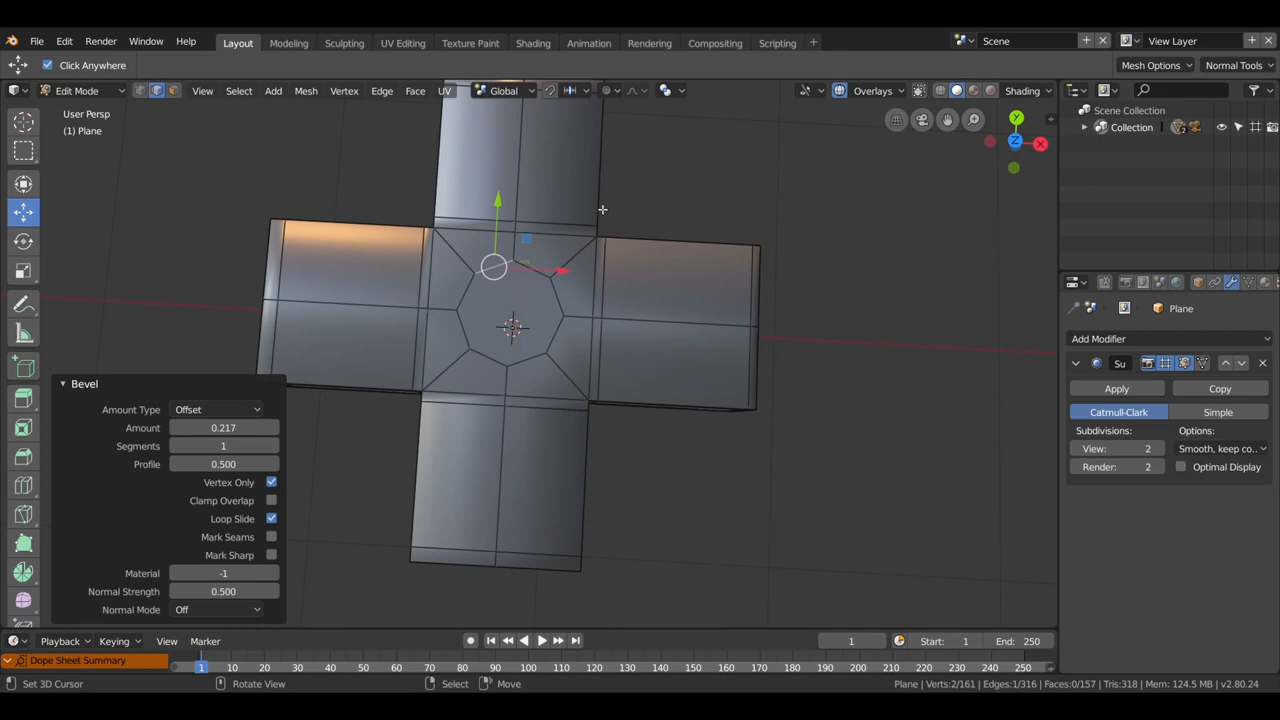 File Edit Render Window Help Layout Modeling Sculpting UV Editing Texture Paint Shading Animation Rendering Compositing Scripting + Scene View Layer
Click Anywhere Mesh Options Normal Tools
Edit Mode View Select Add Mesh Vertex Edge Face UV Global Overlays Shading
User Persp
(1) Plane
Y
Z
X
Scene Collection
Collection 2
Plane
Add Modifier
Su
Apply Copy
Catmull-Clark Simple
Subdivisions: Options:
View: 2 Smooth, keep co..
Render: 2 Optimal Display
Bevel
Amount Type Offset
Amount 0.217
Segments 1
Profile 0.500
Vertex Only
Clamp Overlap
Loop Slide
Mark Seams
Mark Sharp
Material -1
Normal Strength 0.500
Normal Mode Off
Playback Keying View Marker 1 Start: 1 End: 250
Dope Sheet Summary 1 10 20 30 40 50 60 70 80 90 100 110 120 130 140 150 160 170 180 190 200 210 220 230 240 250
Set 3D Cursor Rotate View Select Move Plane | Verts:2/161 | Edges:1/316 | Faces:0/157 | Tris:318 | Mem: 124.5 MB | v2.80.24